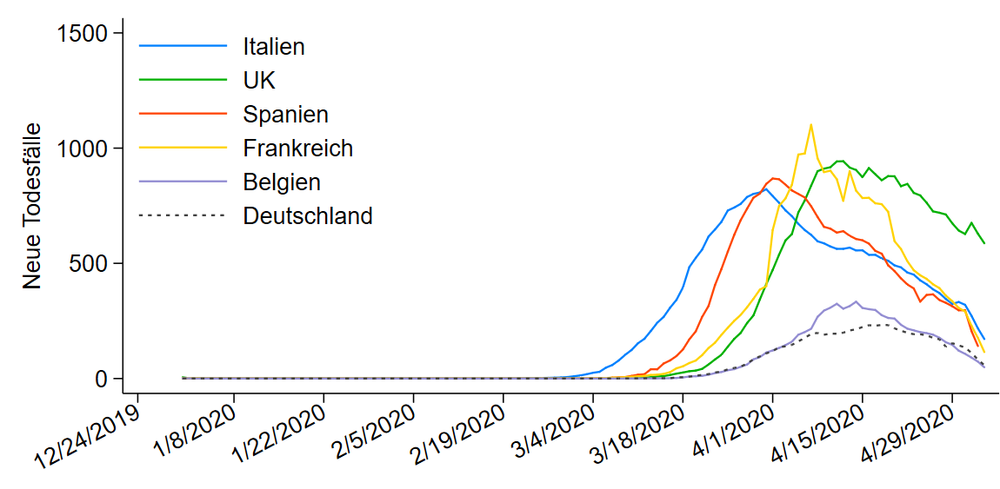 Neue Todesfälle
1500
1000
500
0
Italien
UK
Spanien
Frankreich
Belgien
Deutschland
12/24/2019
1/8/2020
1/22/2020
2/5/2020
2/19/2020
3/4/2020
3/18/2020
4/1/2020
4/15/2020
4/29/2020